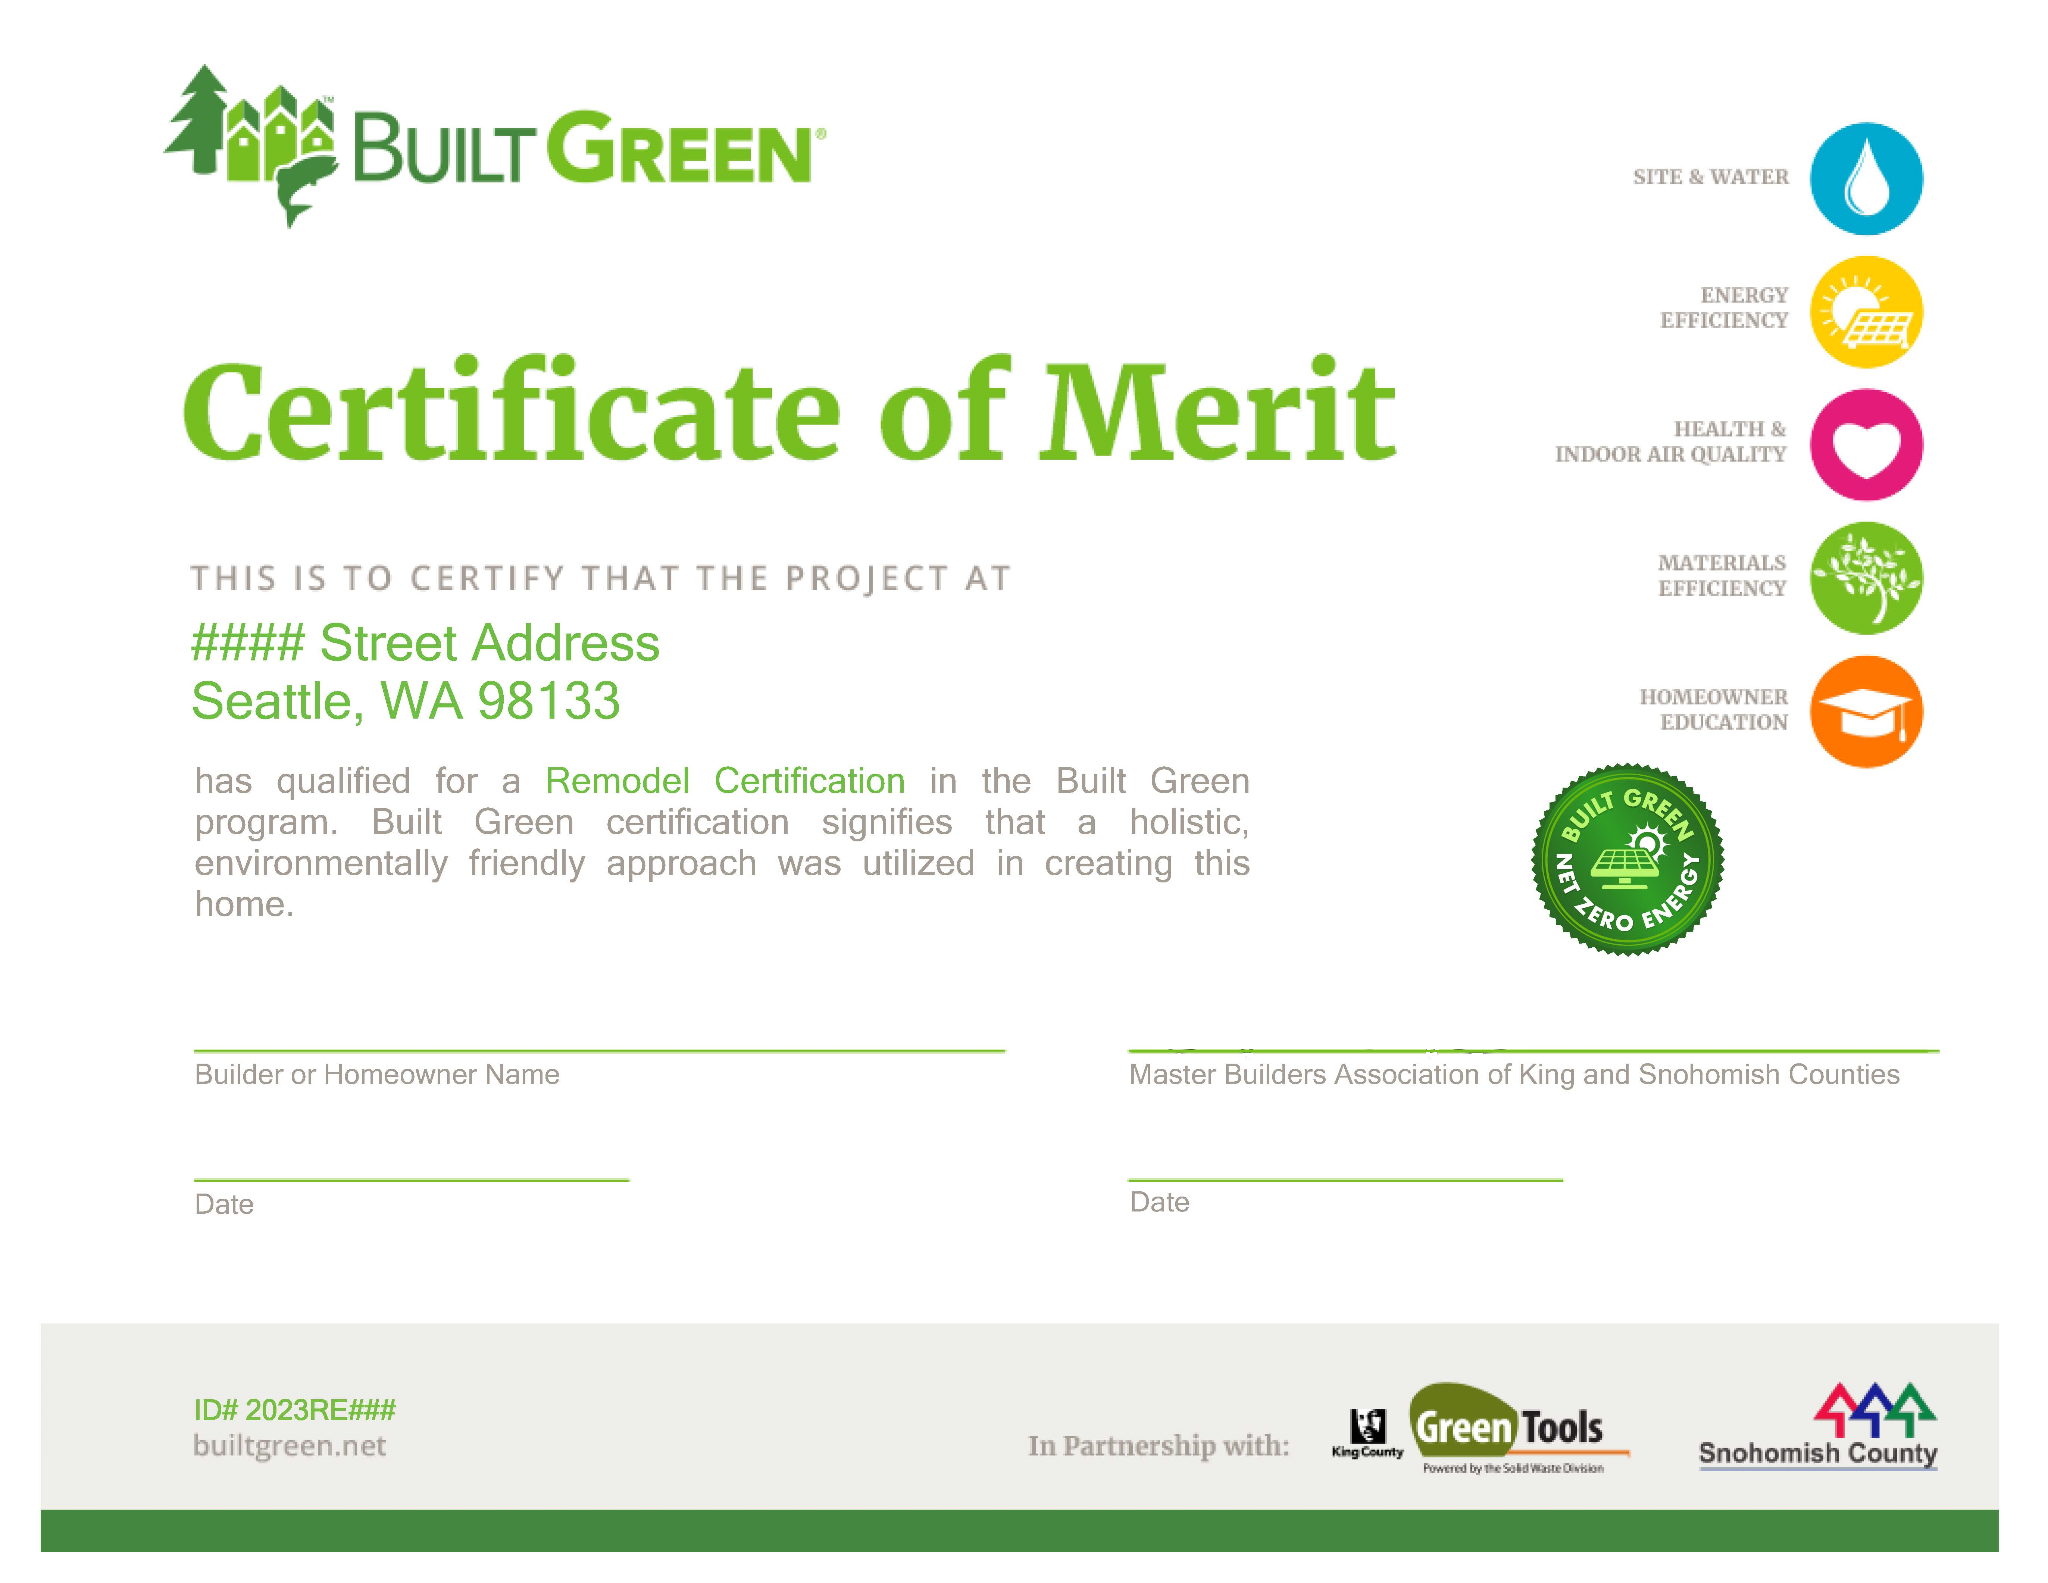 BUILT GREEN®
™
SITE & WATER
ENERGY
EFFICIENCY
HEALTH &
INDOOR AIR QUALITY
MATERIALS
EFFICIENCY
HOMEOWNER
EDUCATION
Certificate of Merit
THIS IS TO CERTIFY THAT THE PROJECT AT
#### Street Address
Seattle, WA 98133
has qualified for a Remodel Certification in the Built Green
program. Built Green certification signifies that a holistic,
environmentally friendly approach was utilized in creating this
home.
BUILT GREEN
NET ZERO ENERGY
Builder or Homeowner Name
Master Builders Association of King and Snohomish Counties
Date
Date
ID# 2023RE###
builtgreen.net
In Partnership with:
King County
GreenTools
Powered by the Solid Waste Division
Snohomish County